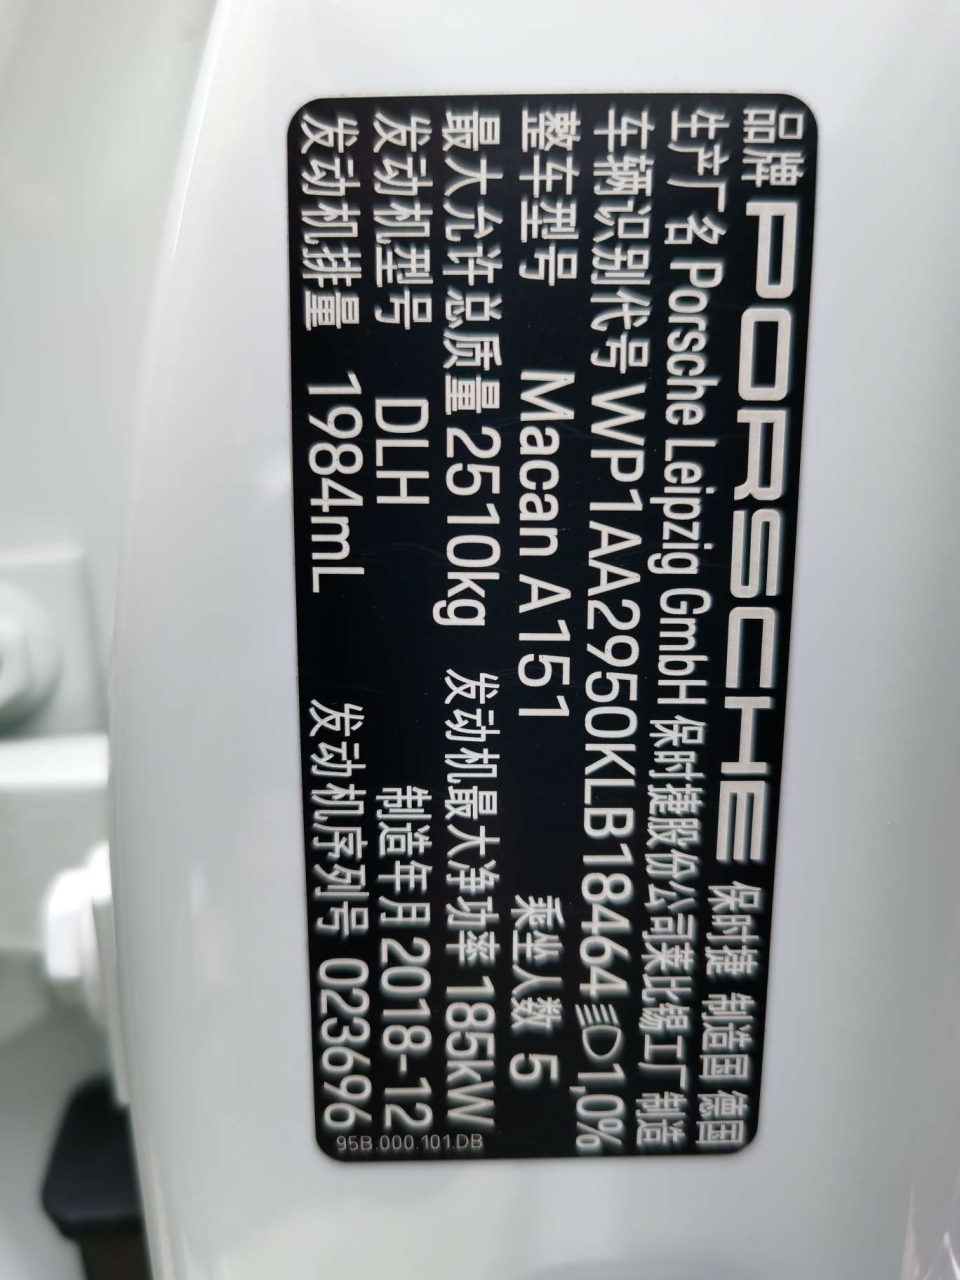 品牌 PORSCHE 保时捷 制造国 德国
生产厂名 Porsche Leipzig GmbH 保时捷股份公司莱比锡工厂 制造
车辆识别代号 WP1AA2950KLB18464 1,0%
整车型号 Macan A151 乘坐人数 5
最大允许总质量 2510kg 发动机最大净功率 185kW
发动机型号 DLH 制造年月 2018-12
发动机排量 1984mL 发动机序列号 023696
95B.000.101.DB